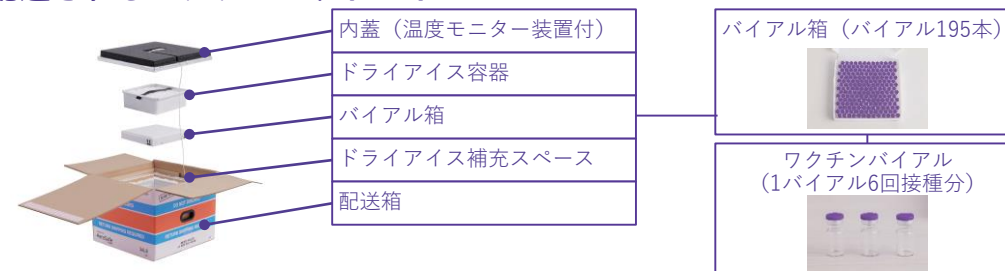 内蓋（温度モニター装置付）
ドライアイス容器
バイアル箱
ドライアイス補充スペース
配送箱
バイアル箱（バイアル195本）
ワクチンバイアル
（1バイアル6回接種分）